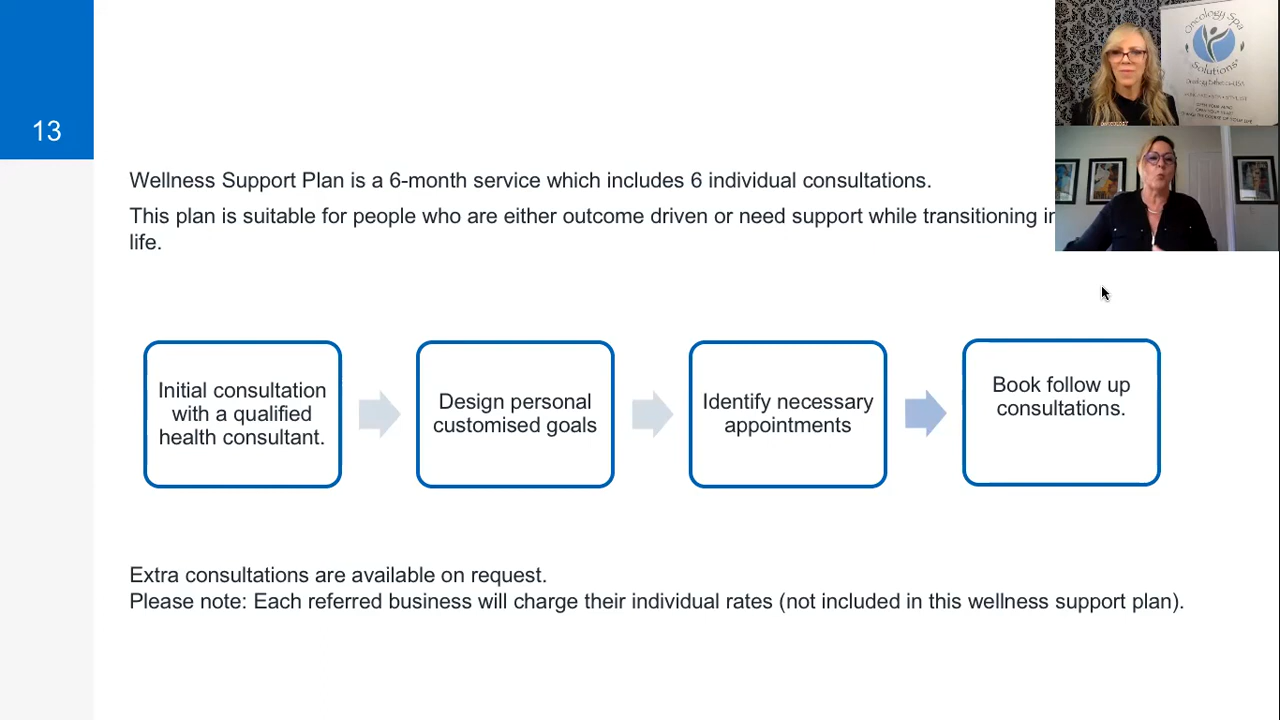 13
Wellness Support Plan is a 6-month service which includes 6 individual consultations.
This plan is suitable for people who are either outcome driven or need support while transitioning
life.
Initial consultation
with a qualified
health consultant.
Design personal
customised goals
Identify necessary
appointments
Book follow up
consultations.
Extra consultations are available on request.
Please note: Each referred business will charge their individual rates (not included in this wellness support plan).
Oncology Spa
Solutions